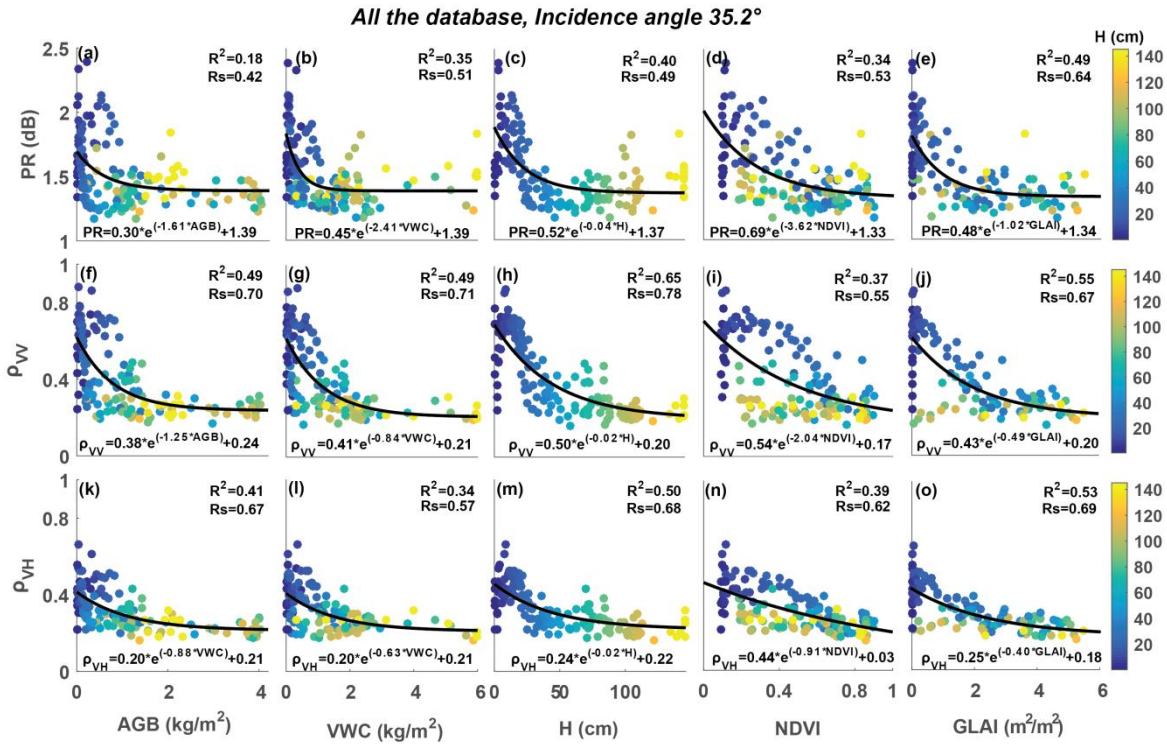 All the database, Incidence angle 35.2°
H (cm)
(a) R²=0.18
Rs=0.42
(b) R²=0.35
Rs=0.51
(c) R²=0.40
Rs=0.49
(d) R²=0.34
Rs=0.53
(e) R²=0.49
Rs=0.64
2.5
2
1.5
1
PR (dB)
PR=0.30*e^(-1.61*AGB)+1.39
PR=0.45*e^(-2.41*VWC)+1.39
PR=0.52*e^(-0.04*H)+1.37
PR=0.69*e^(-3.62*NDVI)+1.33
PR=0.48*e^(-1.02*GLAI)+1.34
140
120
100
80
60
40
20
(f) R²=0.49
Rs=0.70
(g) R²=0.49
Rs=0.71
(h) R²=0.65
Rs=0.78
(i) R²=0.37
Rs=0.55
(j) R²=0.55
Rs=0.67
1
0.8
0.4
0
ρVV
ρVV=0.38*e^(-1.25*AGB)+0.24
ρVV=0.41*e^(-0.84*VWC)+0.21
ρVV=0.50*e^(-0.02*H)+0.20
ρVV=0.54*e^(-2.04*NDVI)+0.17
ρVV=0.43*e^(-0.49*GLAI)+0.20
140
120
100
80
60
40
20
(k) R²=0.41
Rs=0.67
(l) R²=0.34
Rs=0.57
(m) R²=0.50
Rs=0.68
(n) R²=0.39
Rs=0.62
(o) R²=0.53
Rs=0.69
1
0.8
0.4
0
ρVH
ρVH=0.20*e^(-0.88*VWC)+0.21
ρVH=0.20*e^(-0.63*VWC)+0.21
ρVH=0.24*e^(-0.02*H)+0.22
ρVH=0.44*e^(-0.91*NDVI)+0.03
ρVH=0.25*e^(-0.40*GLAI)+0.18
140
120
100
80
60
40
20
0 2 4
0 2 4 6
0 50 100
0 0.5 1
0 2 4 6
AGB (kg/m²)
VWC (kg/m²)
H (cm)
NDVI
GLAI (m²/m²)